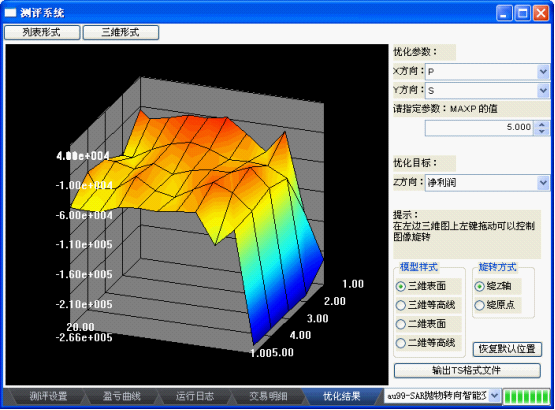 测评系统
列表形式 三维形式
优化参数：
X方向：P
Y方向：S
请指定参数：MAXP 的值
5.000
优化目标：
Z方向：净利润
提示：
在左边三维图上左键拖动可以控制
图像旋转
模型样式
三维表面
三维等高线
二维表面
二维等高线
旋转方式
绕Z轴
绕原点
恢复默认位置
输出TS格式文件
-1.00e+004
-6.00e+004
-1.10e+005
-1.60e+005
-2.10e+005
20.00
-2.66e+005
1.00
2.00
3.00
4.00
1.005.00
测评设置 盈亏曲线 运行日志 交易明细 优化结果
au99-SAR抛物转向智能